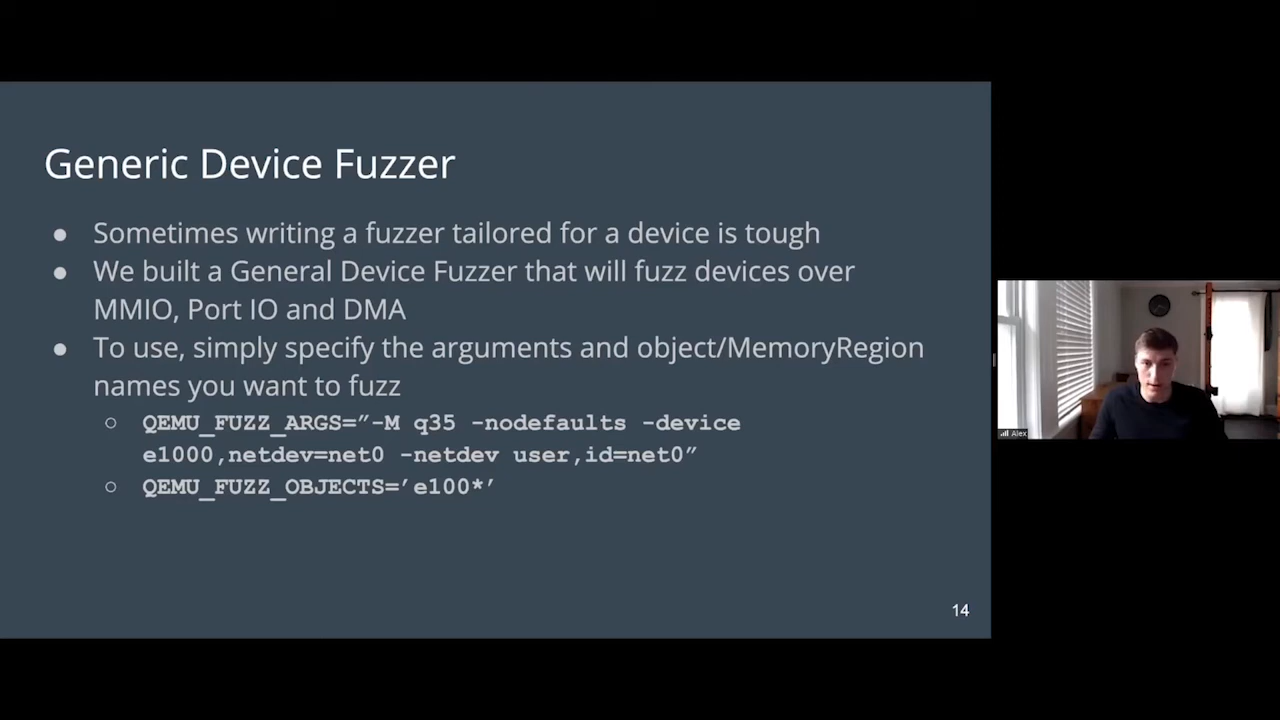 Generic Device Fuzzer
● Sometimes writing a fuzzer tailored for a device is tough
● We built a General Device Fuzzer that will fuzz devices over
MMIO, Port IO and DMA
● To use, simply specify the arguments and object/MemoryRegion
names you want to fuzz
○ QEMU_FUZZ_ARGS=”-M q35 -nodefaults -device
e1000,netdev=net0 -netdev user,id=net0”
○ QEMU_FUZZ_OBJECTS=’e100*’
14
Alex